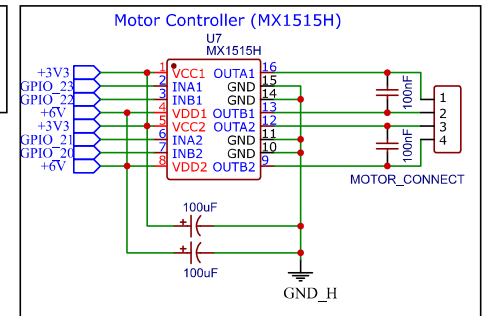 Motor Controller (MX1515H)
U7
MX1515H
+3V3 1 VCC1 OUTA1 16
GPIO_23 2 INA1 GND 15
GPIO_22 3 INB1 GND 14
+6V 4 VDD1 OUTB1 13
+3V3 5 VCC2 OUTA2 12
GPIO_21 6 INA2 GND 11
GPIO_20 7 INB2 GND 10
+6V 8 VDD2 OUTB2 9
100nF
100nF
1
2
3
4
MOTOR_CONNECT
100uF
+
+
100uF
GND_H